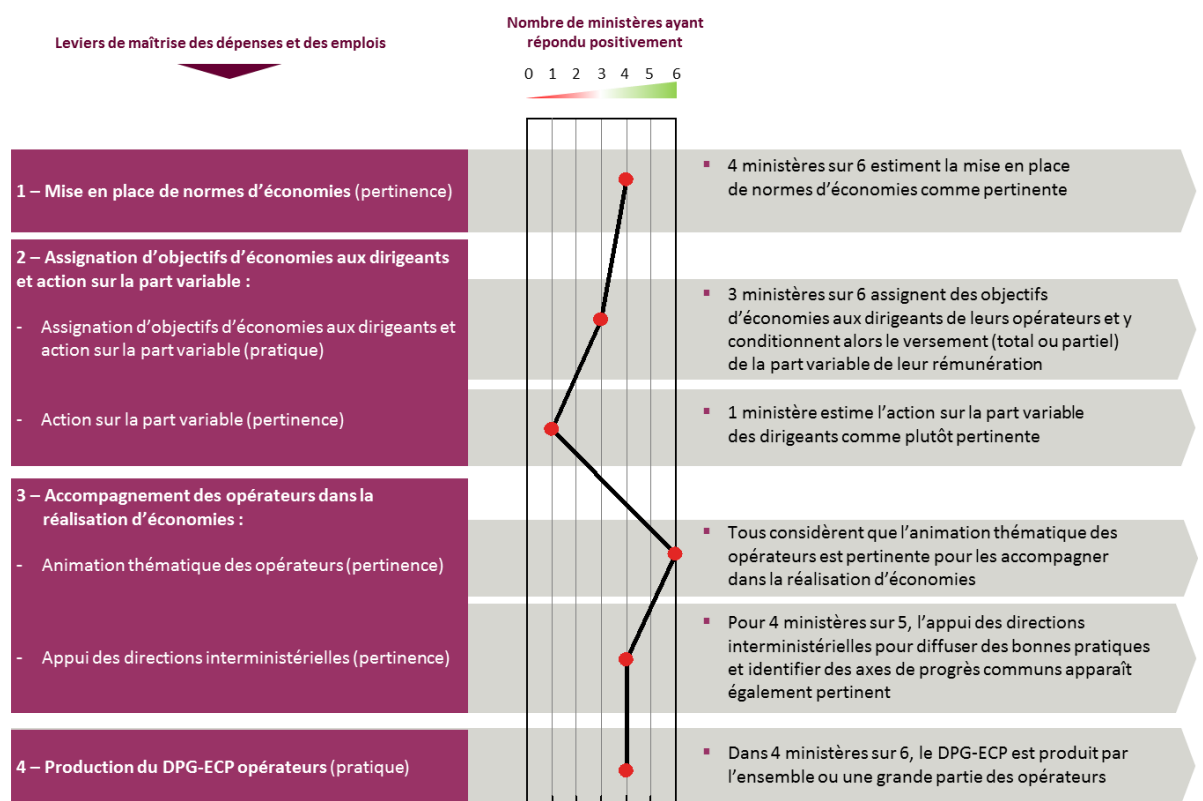 Leviers de maîtrise des dépenses et des emplois
Nombre de ministères ayant
répondu positivement
0 1 2 3 4 5 6
1 – Mise en place de normes d'économies (pertinence)
▪ 4 ministères sur 6 estiment la mise en place
de normes d'économies comme pertinente
2 – Assignation d'objectifs d'économies aux dirigeants
et action sur la part variable :
- Assignation d'objectifs d'économies aux dirigeants et
action sur la part variable (pratique)
▪ 3 ministères sur 6 assignent des objectifs
d'économies aux dirigeants de leurs opérateurs et y
conditionnent alors le versement (total ou partiel)
de la part variable de leur rémunération
- Action sur la part variable (pertinence)
▪ 1 ministère estime l'action sur la part variable
des dirigeants comme plutôt pertinente
3 – Accompagnement des opérateurs dans la
réalisation d'économies :
- Animation thématique des opérateurs (pertinence)
▪ Tous considèrent que l'animation thématique des
opérateurs est pertinente pour les accompagner
dans la réalisation d'économies
- Appui des directions interministérielles (pertinence)
▪ Pour 4 ministères sur 5, l'appui des directions
interministérielles pour diffuser des bonnes pratiques
et identifier des axes de progrès communs apparaît
également pertinent
4 – Production du DPG-ECP opérateurs (pratique)
▪ Dans 4 ministères sur 6, le DPG-ECP est produit par
l'ensemble ou une grande partie des opérateurs